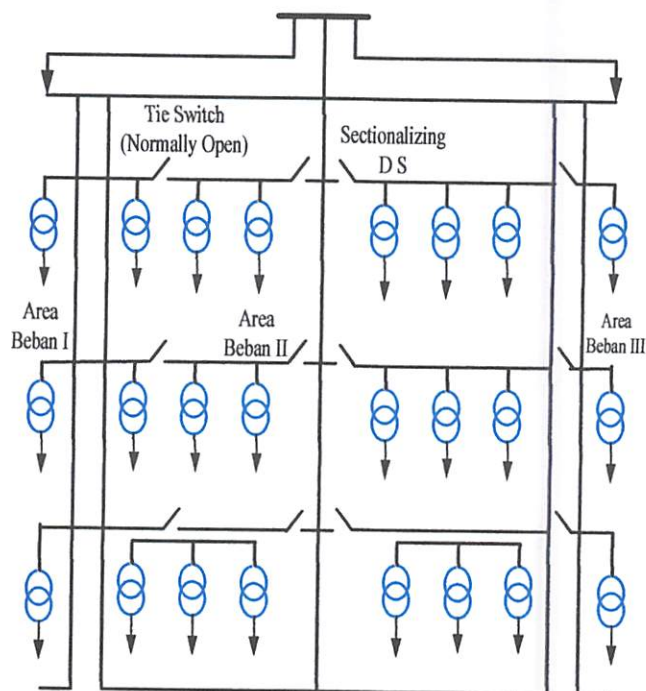 Tie Switch
(Normally Open)
Sectionalizing
D S
Area
Beban I
Area
Beban II
Area
Beban III